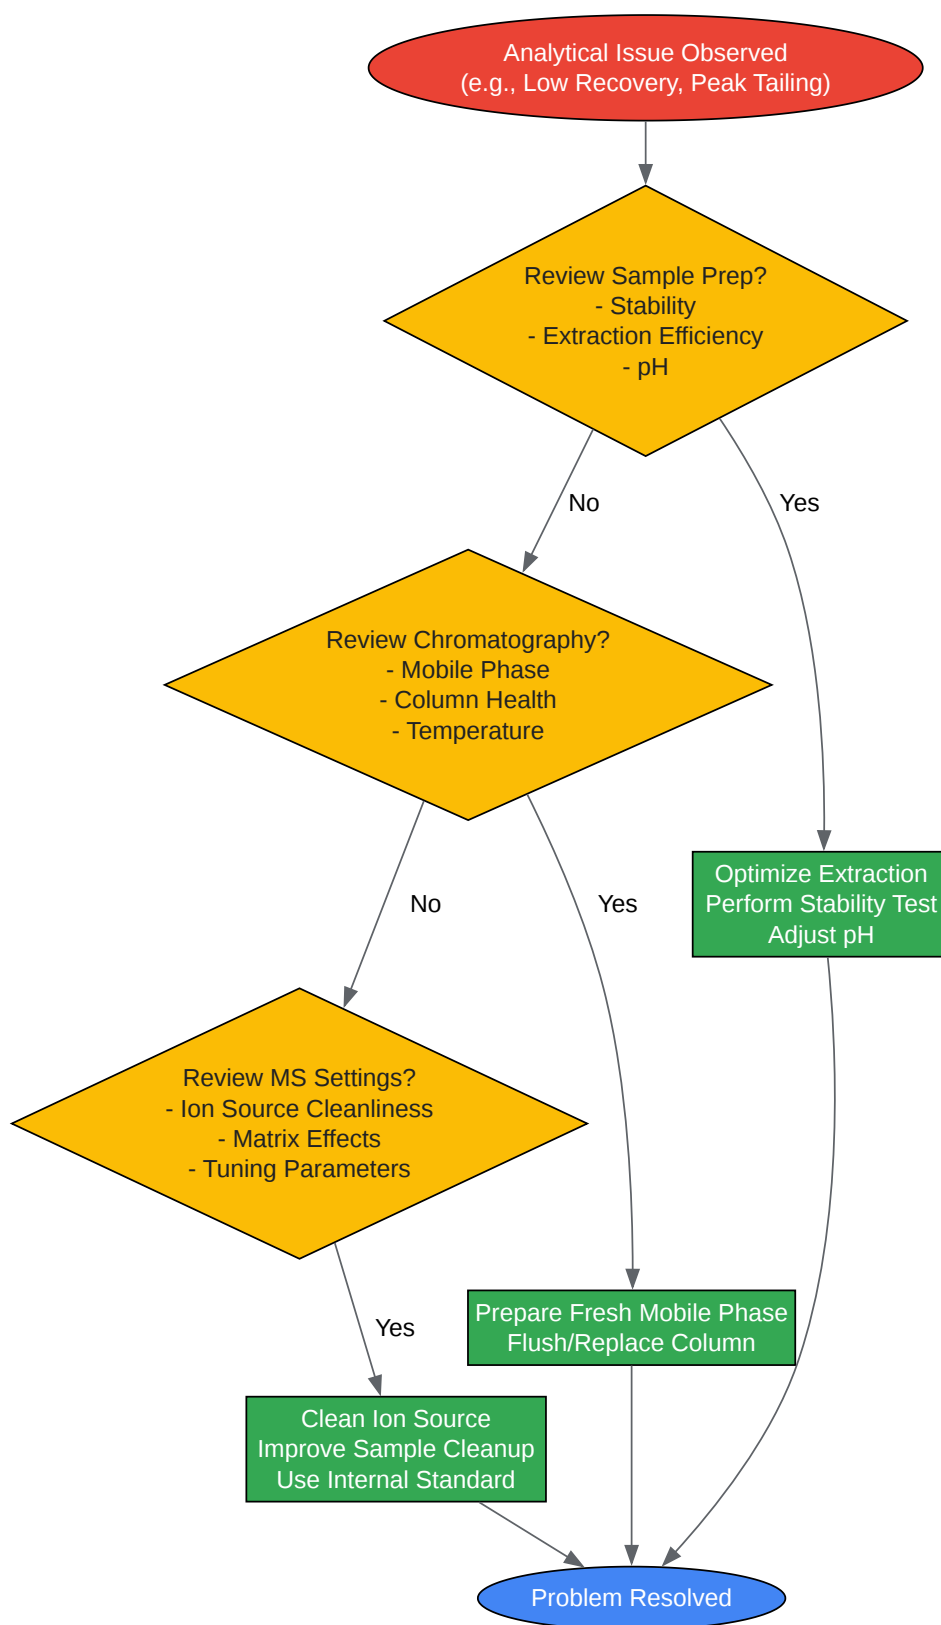 Analytical Issue Observed
(e.g., Low Recovery, Peak Tailing)
Review Sample Prep?
- Stability
- Extraction Efficiency
- pH
No
Yes
Review Chromatography?
- Mobile Phase
- Column Health
- Temperature
Optimize Extraction
Perform Stability Test
Adjust pH
No
Yes
Review MS Settings?
- Ion Source Cleanliness
- Matrix Effects
- Tuning Parameters
Prepare Fresh Mobile Phase
Flush/Replace Column
Yes
Clean Ion Source
Improve Sample Cleanup
Use Internal Standard
Problem Resolved